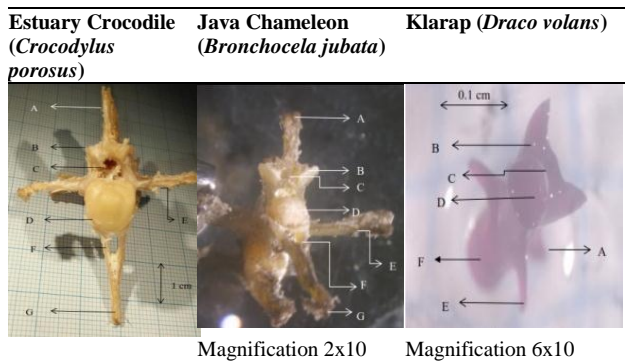 Estuary Crocodile
(Crocodylus
porosus)
Java Chameleon
(Bronchocela jubata)
Klarap (Draco volans)
A
B
C
D
E
F
G
1 cm
A
B
C
D
E
F
G
0.1 cm
B
C
D
A
F
E
Magnification 2x10
Magnification 6x10